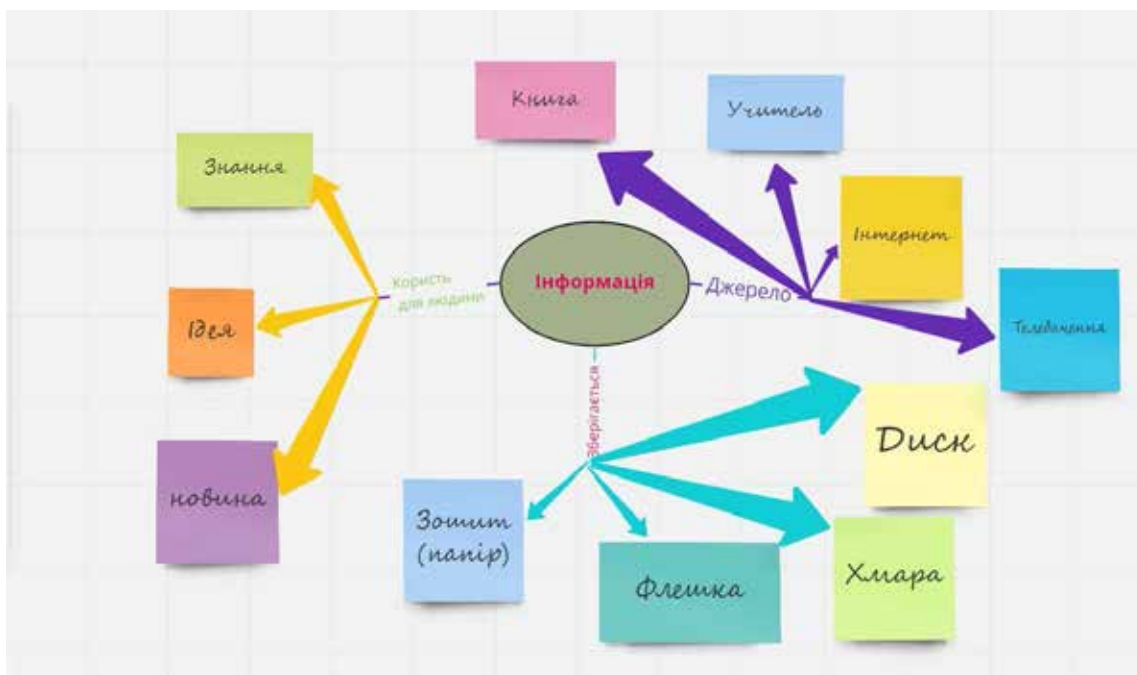 Книга
Учитель
Знання
Інтернет
Користь
для людини
Інформація
Джерело
Ідея
Телебачення
Зберігається
Диск
новина
Зошит
(папір)
Флешка
Хмара